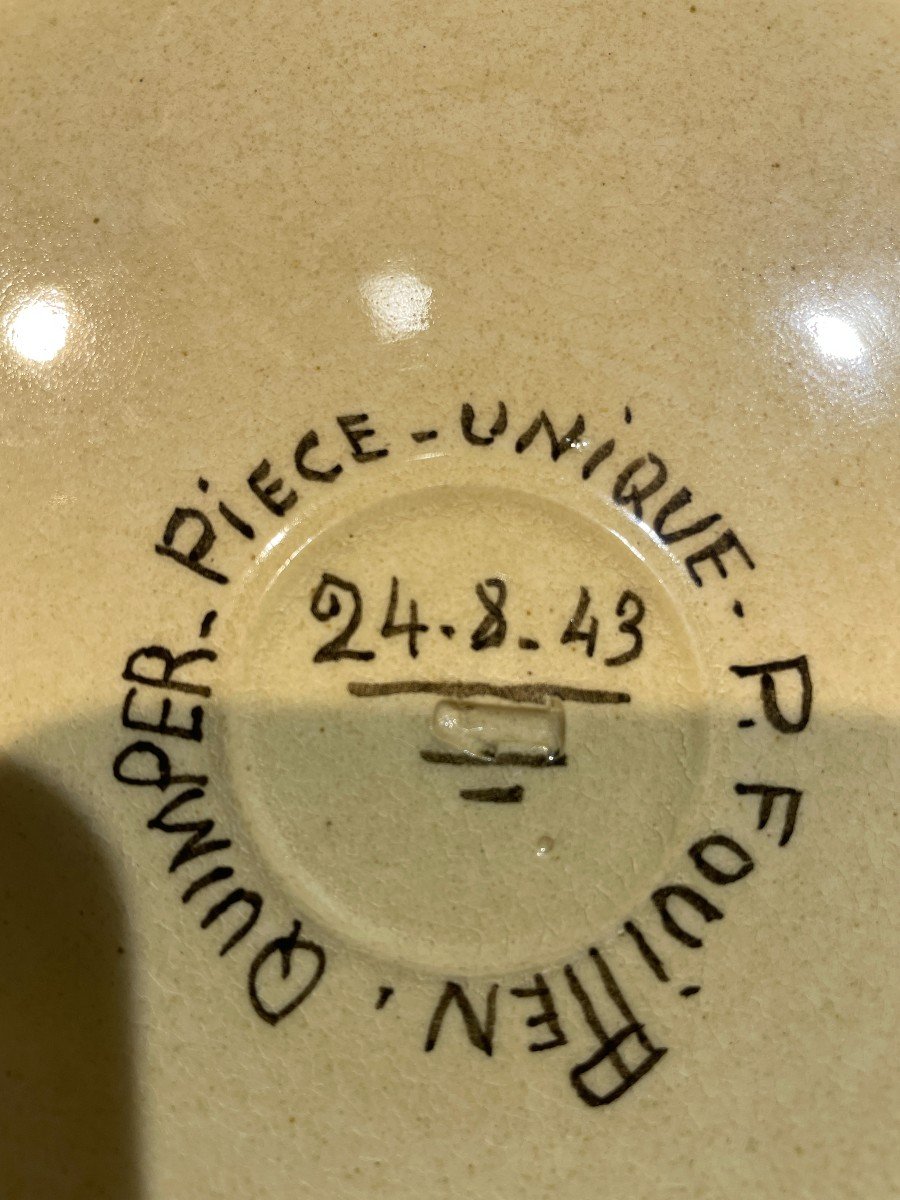 QUIMPER - PiECE - UNiQUE . P. FOUiLLEN .
24.8.43